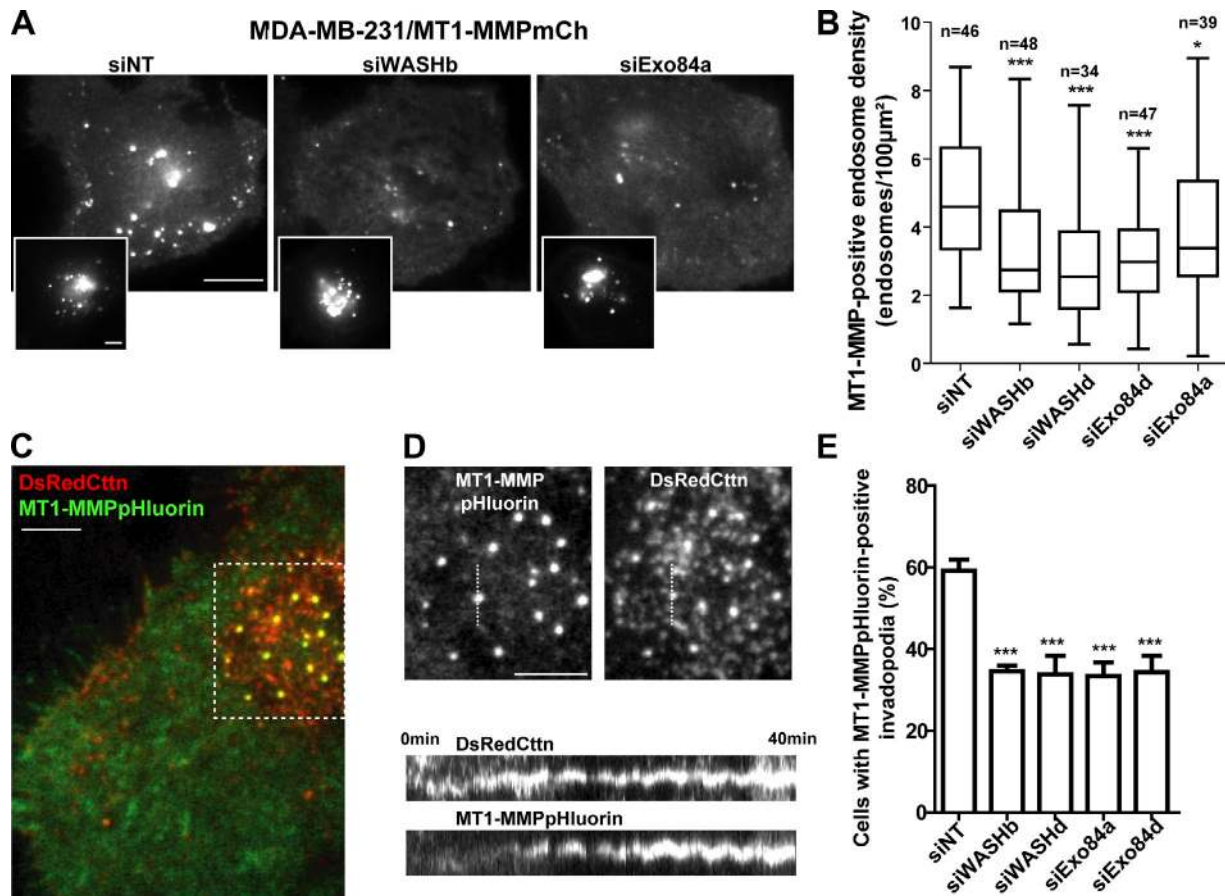 A
MDA-MB-231/MT1-MMPmCh
siNT
siWASHb
siExo84a
B
MT1-MMP-positive endosome density
(endosomes/100µm²)
10
8
6
4
2
0
n=46
n=48
***
n=34
***
n=47
***
n=39
*
siNT
siWASHb
siWASHd
siExo84d
siExo84a
C
DsRedCttn
MT1-MMPpHluorin
D
MT1-MMP
pHluorin
DsRedCttn
0min
40min
DsRedCttn
MT1-MMPpHluorin
E
Cells with MT1-MMPpHluorin-positive
invadopodia (%)
80
60
40
20
0
***
***
***
***
siNT
siWASHb
siWASHd
siExo84a
siExo84d